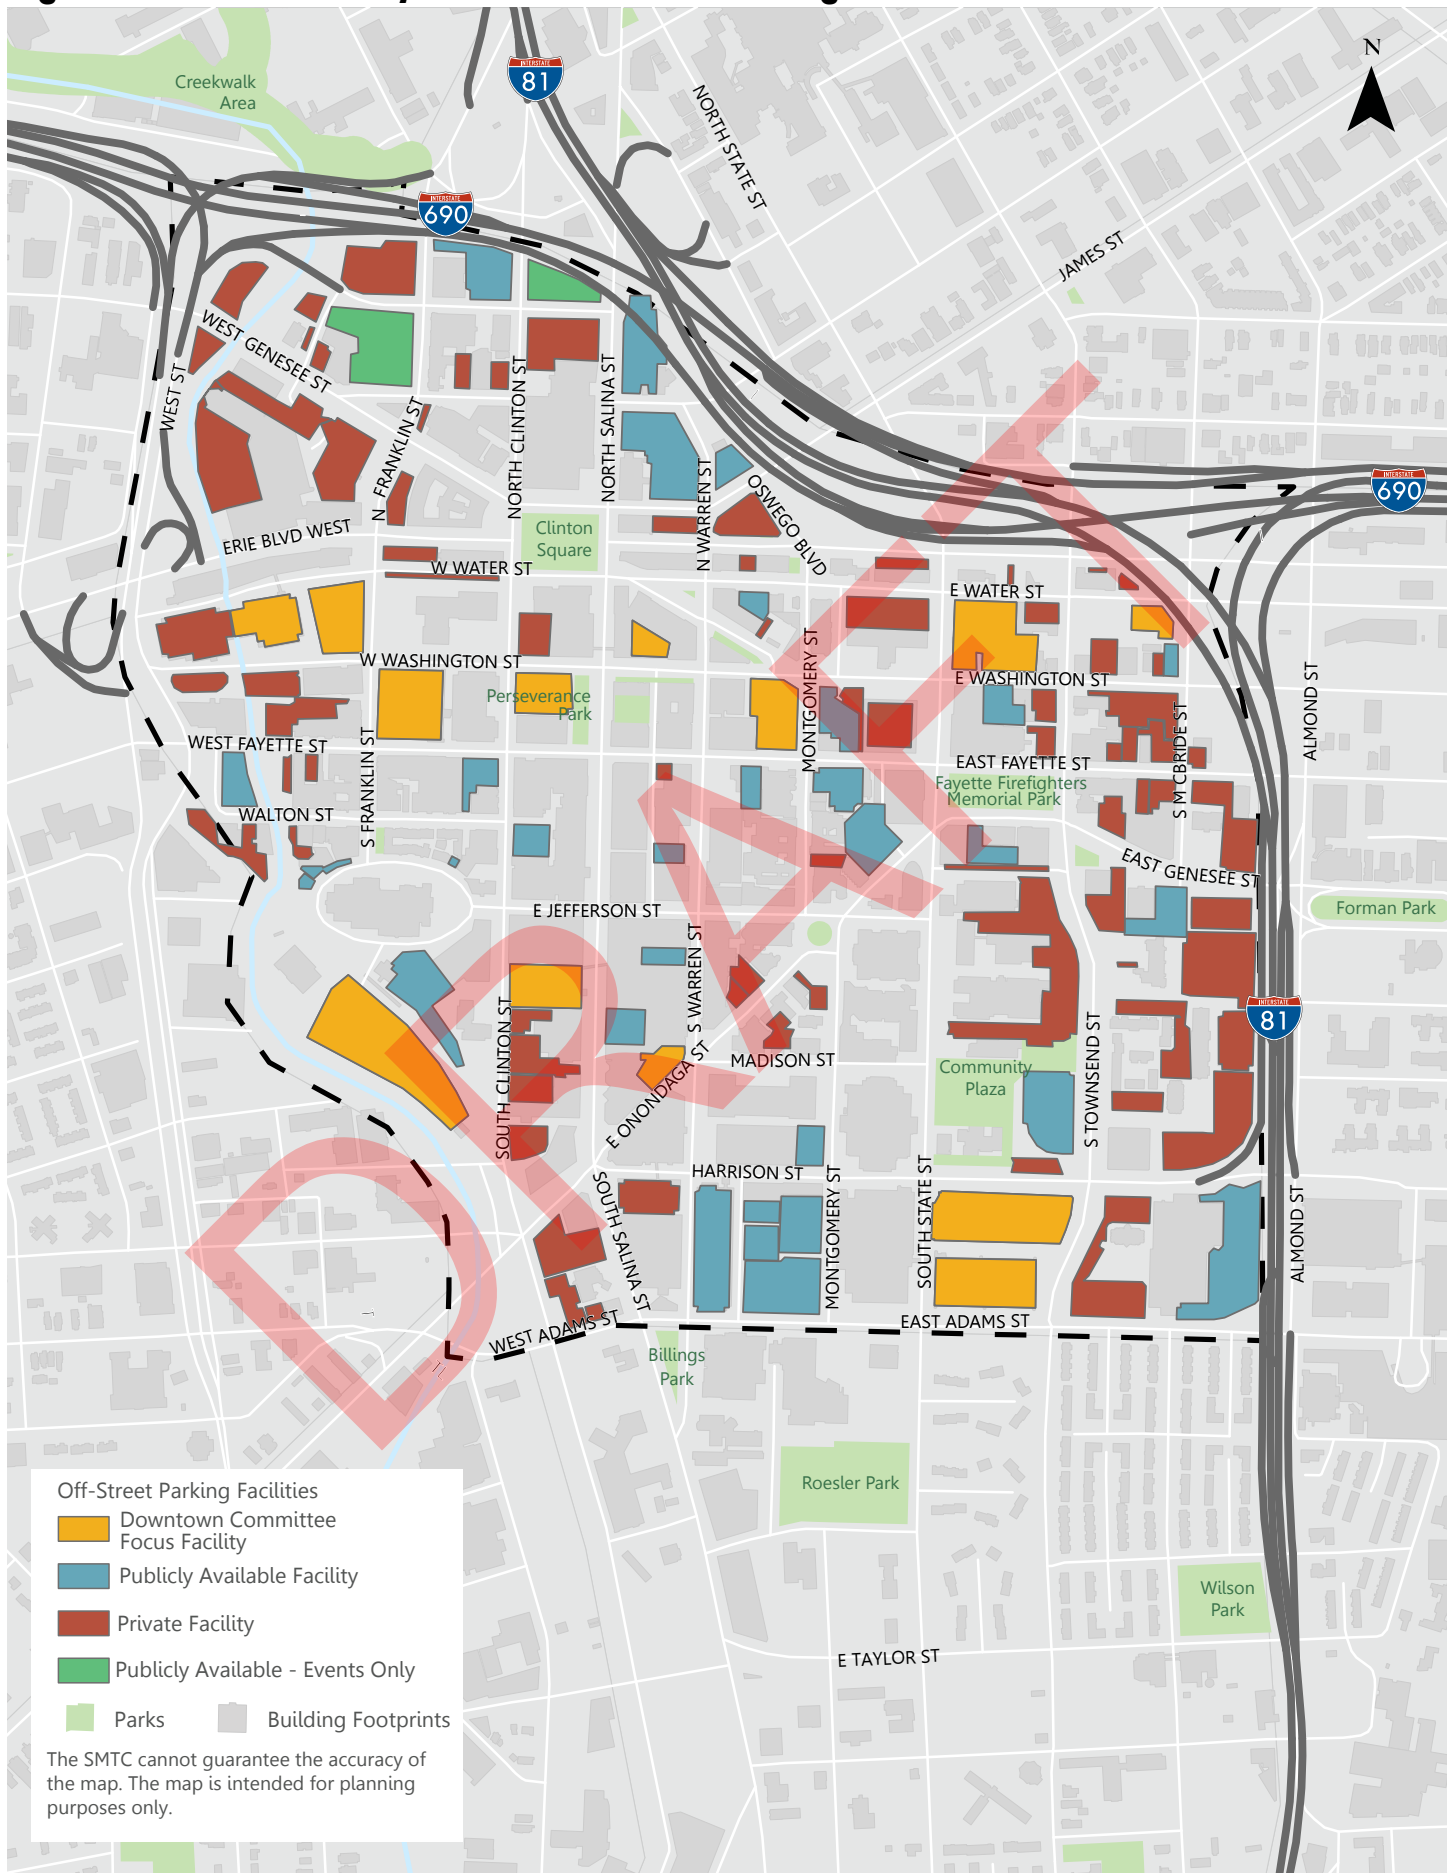 Creekwalk
Area
INTERSTATE
81
N
NORTH STATE ST
INTERSTATE
690
JAMES ST
WEST GENESEE ST
WEST ST
N FRANKLIN ST
NORTH CLINTON ST
NORTH SALINA ST
N WARREN ST
OSWEGO BLVD
INTERSTATE
690
ERIE BLVD WEST
Clinton
Square
W WATER ST
E WATER ST
W WASHINGTON ST
E WASHINGTON ST
Perseverance
Park
MONTGOMERY ST
ALMOND ST
WEST FAYETTE ST
S FRANKLIN ST
EAST FAYETTE ST
S MCBRIDE ST
Fayette Firefighters
Memorial Park
WALTON ST
EAST GENESEE ST
E JEFFERSON ST
Forman Park
S WARREN ST
SOUTH CLINTON ST
INTERSTATE
81
MADISON ST
E ONONDAGA ST
Community
Plaza
S TOWNSEND ST
HARRISON ST
SOUTH SALINA ST
MONTGOMERY ST
SOUTH STATE ST
ALMOND ST
WEST ADAMS ST
EAST ADAMS ST
Billings
Park
Roesler Park
Wilson
Park
E TAYLOR ST
DRAFT
Off-Street Parking Facilities
Downtown Committee
Focus Facility
Publicly Available Facility
Private Facility
Publicly Available - Events Only
Parks
Building Footprints
The SMTC cannot guarantee the accuracy of
the map. The map is intended for planning
purposes only.